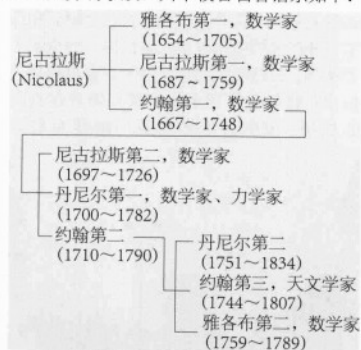 雅各布第一，数学家
(1654～1705)
尼古拉斯
(Nicolaus)
尼古拉斯第一，数学家
(1687～1759)
约翰第一，数学家
(1667～1748)
尼古拉斯第二，数学家
(1697～1726)
丹尼尔第一，数学家、力学家
(1700～1782)
约翰第二
(1710～1790)
丹尼尔第二
(1751～1834)
约翰第三，天文学家
(1744～1807)
雅各布第二，数学家
(1759～1789)